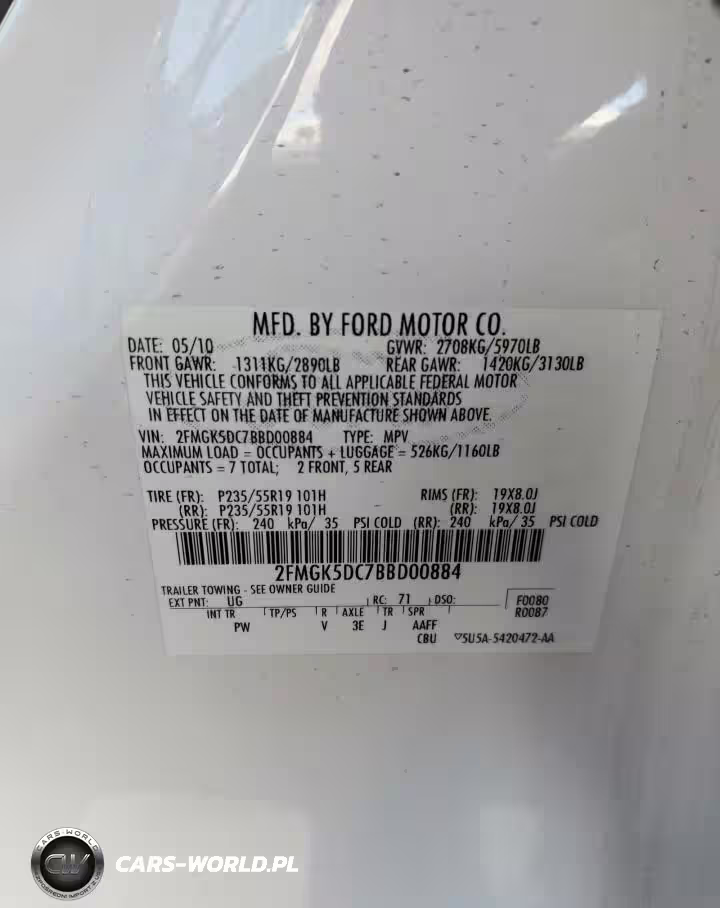 MFD. BY FORD MOTOR CO.
DATE: 05/10 GVWR: 2708KG/5970LB
FRONT GAWR: 1311KG/2890LB REAR GAWR: 1420KG/3130LB
THIS VEHICLE CONFORMS TO ALL APPLICABLE FEDERAL MOTOR
VEHICLE SAFETY AND THEFT PREVENTION STANDARDS
IN EFFECT ON THE DATE OF MANUFACTURE SHOWN ABOVE.
VIN: 2FMGK5DC7BBD00884 TYPE: MPV
MAXIMUM LOAD = OCCUPANTS + LUGGAGE = 526KG/1160LB
OCCUPANTS = 7 TOTAL; 2 FRONT, 5 REAR
TIRE (FR): P235/55R19 101H RIMS (FR): 19X8.0J
(RR): P235/55R19 101H (RR): 19X8.0J
PRESSURE (FR): 240 kPa/ 35 PSI COLD (RR): 240 kPa/ 35 PSI COLD
2FMGK5DC7BBD00884
TRAILER TOWING - SEE OWNER GUIDE
EXT PNT: UG RC: 71 DSO: F0080
INT TR TP/PS R AXLE TR SPR R0087
PW V 3E J AAFF
CBU 5U5A-5420472-AA
CARS-WORLD
CW
CARS-WORLD.PL